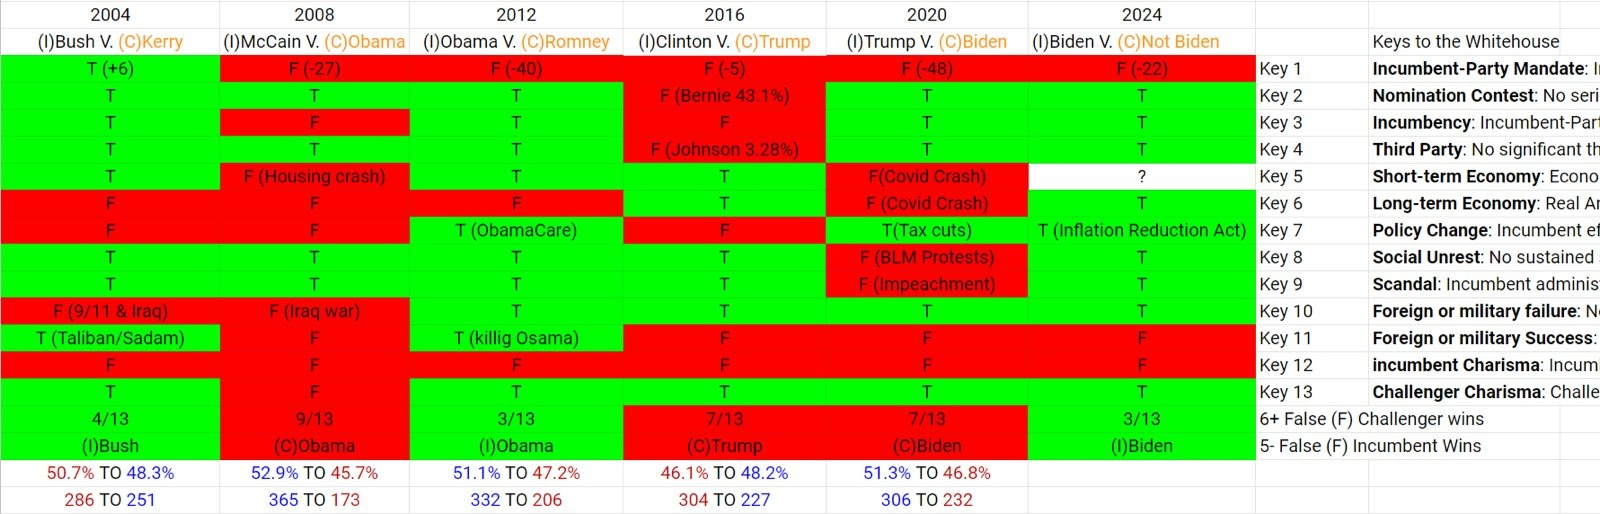 2004 2008 2012 2016 2020 2024
(I)Bush V. (C)Kerry (I)McCain V. (C)Obama (I)Obama V. (C)Romney (I)Clinton V. (C)Trump (I)Trump V. (C)Biden (I)Biden V. (C)Not Biden Keys to the Whitehouse
T (+6) F (-27) F (-40) F (-5) F (-48) F (-22) Key 1 Incumbent-Party Mandate:
T T T F (Bernie 43.1%) T T Key 2 Nomination Contest: No seri
T F T F T T Key 3 Incumbency: Incumbent-Par
T T T F (Johnson 3.28%) T T Key 4 Third Party: No significant th
T F (Housing crash) T T F(Covid Crash) ? Key 5 Short-term Economy: Econo
F F F T F (Covid Crash) T Key 6 Long-term Economy: Real A
F F T (ObamaCare) F T(Tax cuts) T (Inflation Reduction Act) Key 7 Policy Change: Incumbent ef
T T T T F (BLM Protests) T Key 8 Social Unrest: No sustained
T T T T F (Impeachment) T Key 9 Scandal: Incumbent adminis
F (9/11 & Iraq) F (Iraq war) T T T T Key 10 Foreign or military failure: N
T (Taliban/Sadam) F T (killig Osama) F F F Key 11 Foreign or military Success:
F F F F F F Key 12 incumbent Charisma: Incum
T F T T T T Key 13 Challenger Charisma: Challe
4/13 9/13 3/13 7/13 7/13 3/13 6+ False (F) Challenger wins
(I)Bush (C)Obama (I)Obama (C)Trump (C)Biden (I)Biden 5- False (F) Incumbent Wins
50.7% TO 48.3% 52.9% TO 45.7% 51.1% TO 47.2% 46.1% TO 48.2% 51.3% TO 46.8%
286 TO 251 365 TO 173 332 TO 206 304 TO 227 306 TO 232